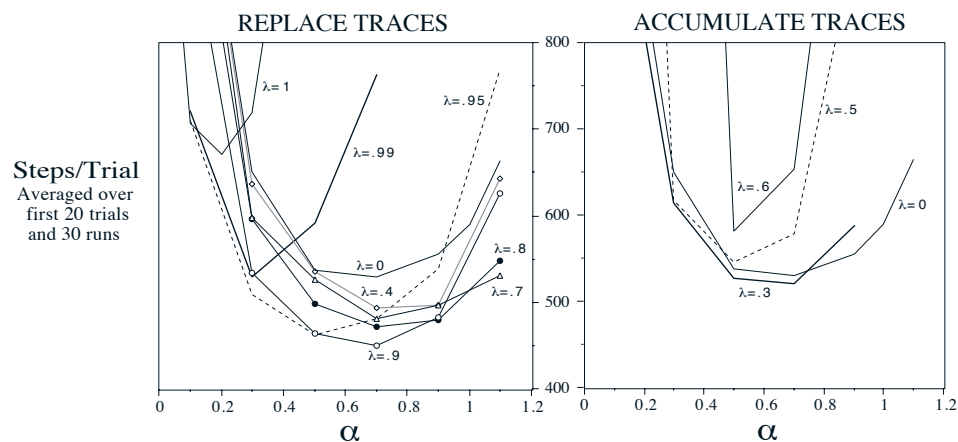 REPLACE TRACES
ACCUMULATE TRACES
Steps/Trial
Averaged over
first 20 trials
and 30 runs
800
700
600
500
400
λ=1
λ=.95
λ=.99
λ=0
λ=.4
λ=.8
λ=.7
λ=.9
λ=.5
λ=.6
λ=0
λ=.3
0 0.2 0.4 0.6 0.8 1 1.2
0 0.2 0.4 0.6 0.8 1 1.2
α
α